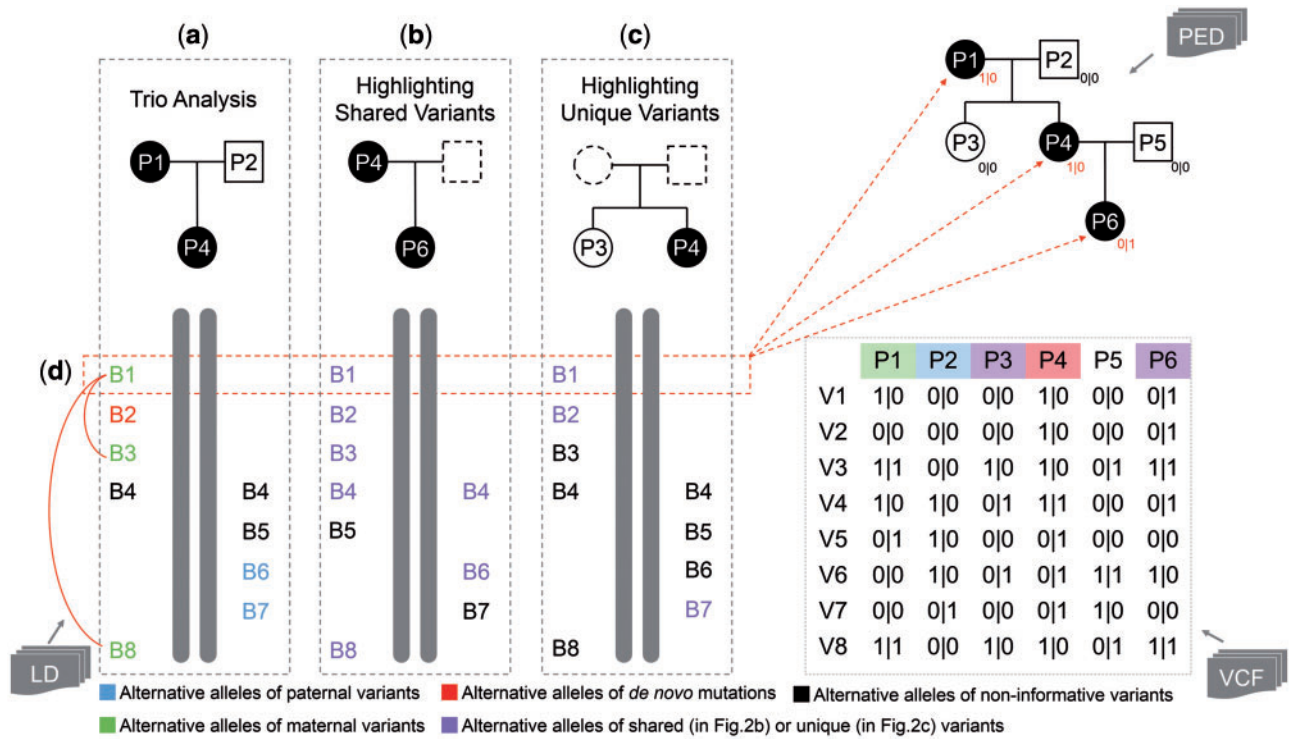 (a)
(b)
(c)
Trio Analysis
Highlighting
Shared Variants
Highlighting
Unique Variants
P1
P2
P4
P4
P6
P3
P4
PED
P1
1|0
P2
0|0
P3
0|0
P4
1|0
P5
0|0
P6
0|1
(d)
B1
B1
B1
B2
B2
B2
B3
B3
B3
B4
B4
B4
B4
B4
B4
B5
B5
B5
B6
B6
B6
B7
B7
B7
B8
B8
B8
LD
P1 P2 P3 P4 P5 P6
V1 1|0 0|0 0|0 1|0 0|0 0|1
V2 0|0 0|0 0|0 1|0 0|0 0|1
V3 1|1 0|0 1|0 1|0 0|1 1|1
V4 1|0 1|0 0|1 1|1 0|0 0|1
V5 0|1 1|0 0|0 0|1 0|0 0|0
V6 0|0 1|0 0|1 0|1 1|1 1|0
V7 0|0 0|1 0|0 0|1 1|0 0|0
V8 1|1 0|0 1|0 1|0 0|1 1|1
VCF
Alternative alleles of paternal variants
Alternative alleles of de novo mutations
Alternative alleles of non-informative variants
Alternative alleles of maternal variants
Alternative alleles of shared (in Fig.2b) or unique (in Fig.2c) variants